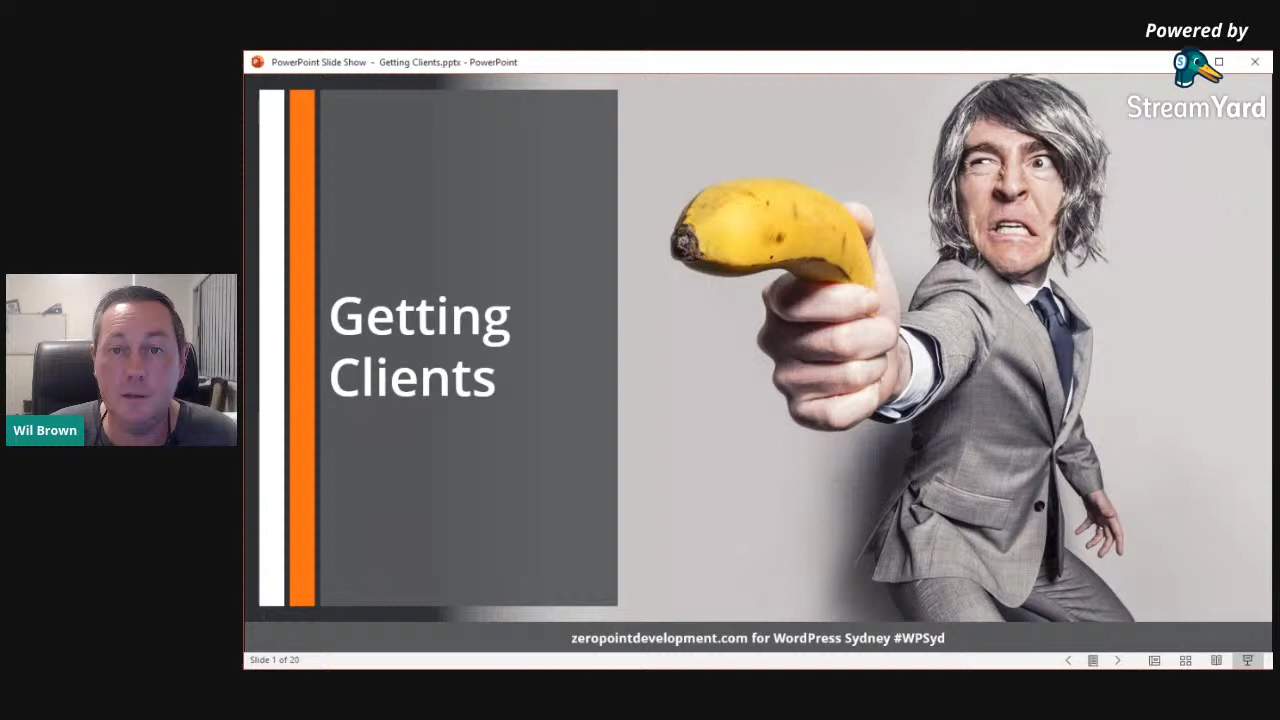 Powered by
StreamYard
PowerPoint Slide Show - Getting Clients.pptx - PowerPoint
Getting
Clients
Wil Brown
zeropointdevelopment.com for WordPress Sydney #WPSyd
Slide 1 of 20